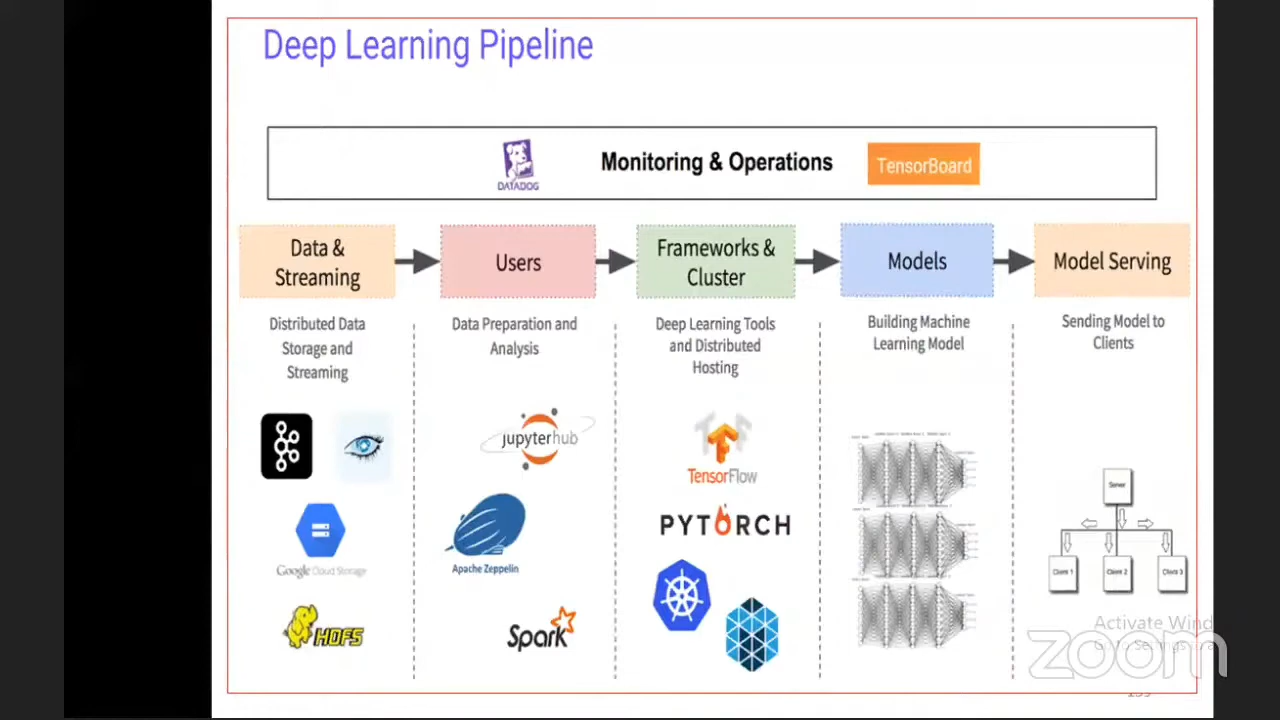 Deep Learning Pipeline
DATADOG
Monitoring & Operations
TensorBoard
Data &
Streaming
Users
Frameworks &
Cluster
Models
Model Serving
Distributed Data
Storage and
Streaming
Data Preparation and
Analysis
Deep Learning Tools
and Distributed
Hosting
Building Machine
Learning Model
Sending Model to
Clients
jupyterhub
TensorFlow
PYTORCH
Google Cloud Storage
Apache Zeppelin
HDFS
Spark
Server
Client 1
Client 2
Client 3
Activate Wind
zoom